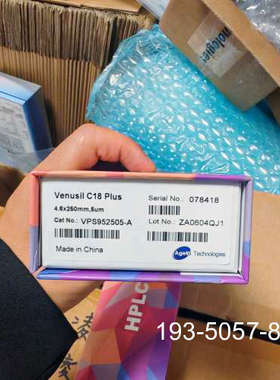 Venusil C18 Plus
Serial No.: 078418
4.6x250mm,5um
Cat No.: VPS952505-A
Lot No.: ZA0604QJ1
Made in China
Agela Technologies
HPLC
193-5057-8